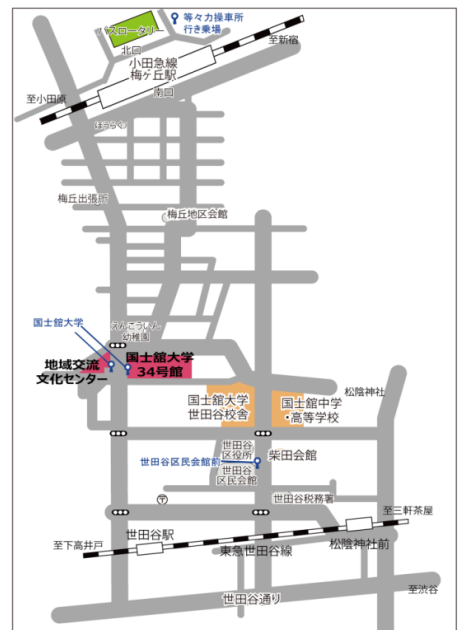 等々力操車所
行き乗場
バスロータリー
北口
至新宿
小田急線
梅ヶ丘駅
至小田原
南口
ほうらく
梅丘出張所
梅丘地区会館
国士舘大学
えんこういん
幼稚園
地域交流
文化センター
国士舘大学
34号館
松陰神社
国士舘大学
世田谷校舎
国士舘中学
・高等学校
世田谷
区役所
柴田会館
世田谷区民会館前
世田谷
区民会館
世田谷税務署
〒
至三軒茶屋
世田谷駅
至下高井戸
東急世田谷線
松陰神社前
至渋谷
世田谷通り